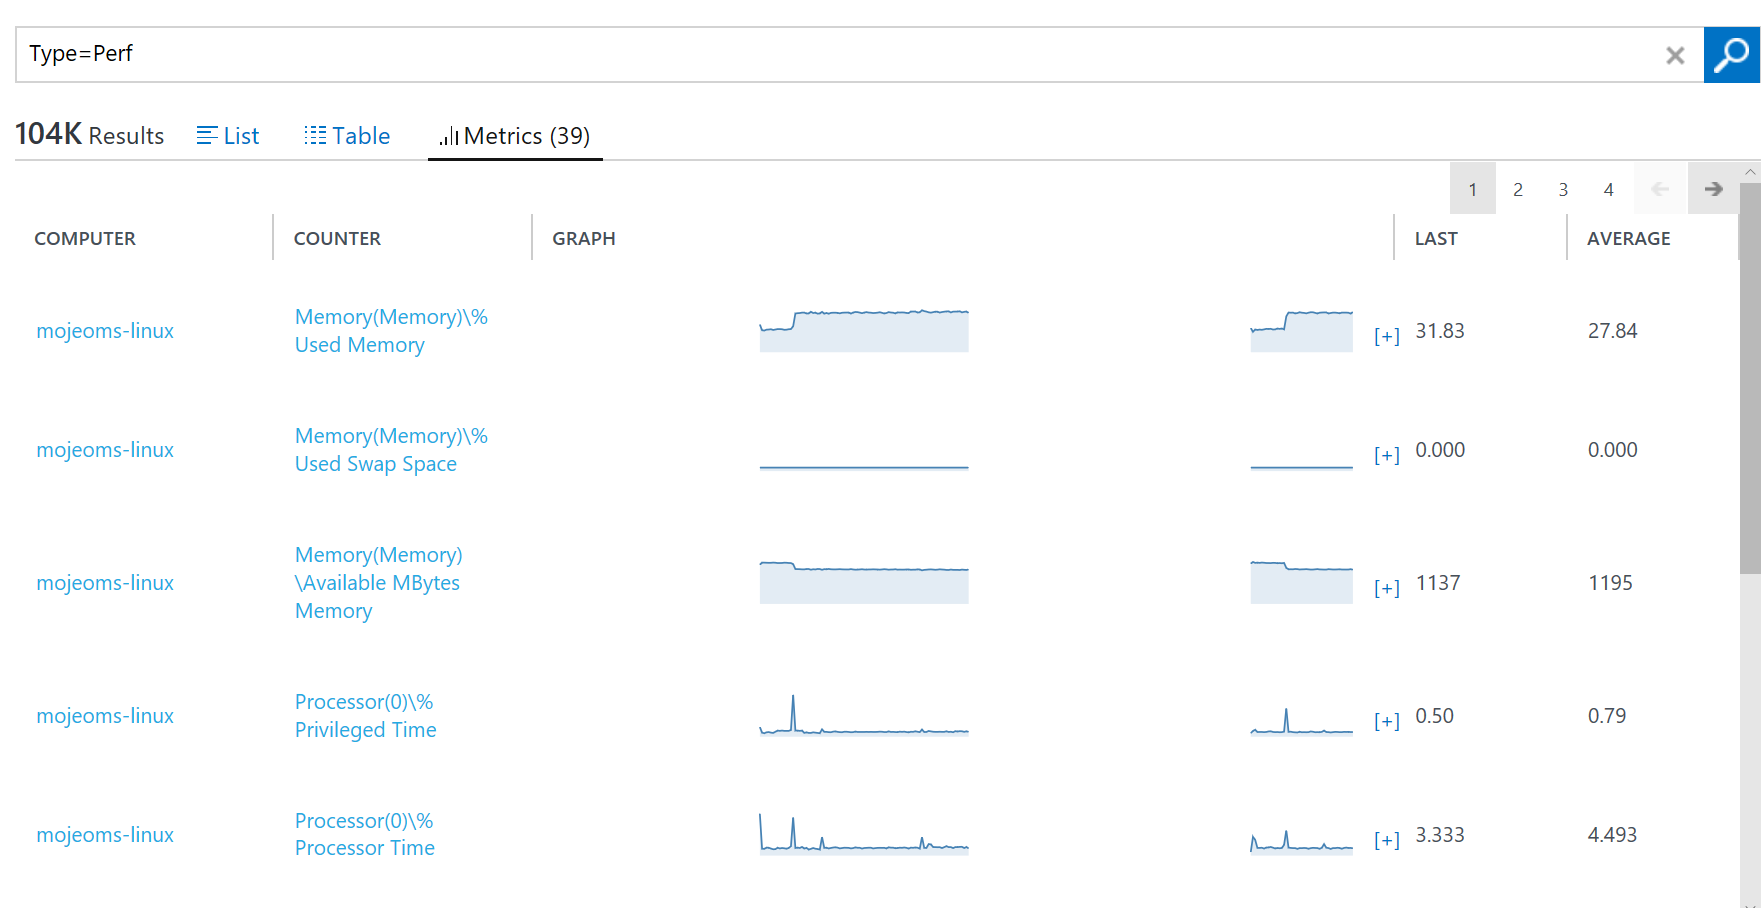 Type=Perf
104K Results List Table Metrics (39)
1 2 3 4
COMPUTER COUNTER GRAPH LAST AVERAGE
mojeoms-linux
Memory(Memory)\%
Used Memory
[+] 31.83 27.84
mojeoms-linux
Memory(Memory)\%
Used Swap Space
[+] 0.000 0.000
mojeoms-linux
Memory(Memory)
\Available MBytes
Memory
[+] 1137 1195
mojeoms-linux
Processor(0)\%
Privileged Time
[+] 0.50 0.79
mojeoms-linux
Processor(0)\%
Processor Time
[+] 3.333 4.493